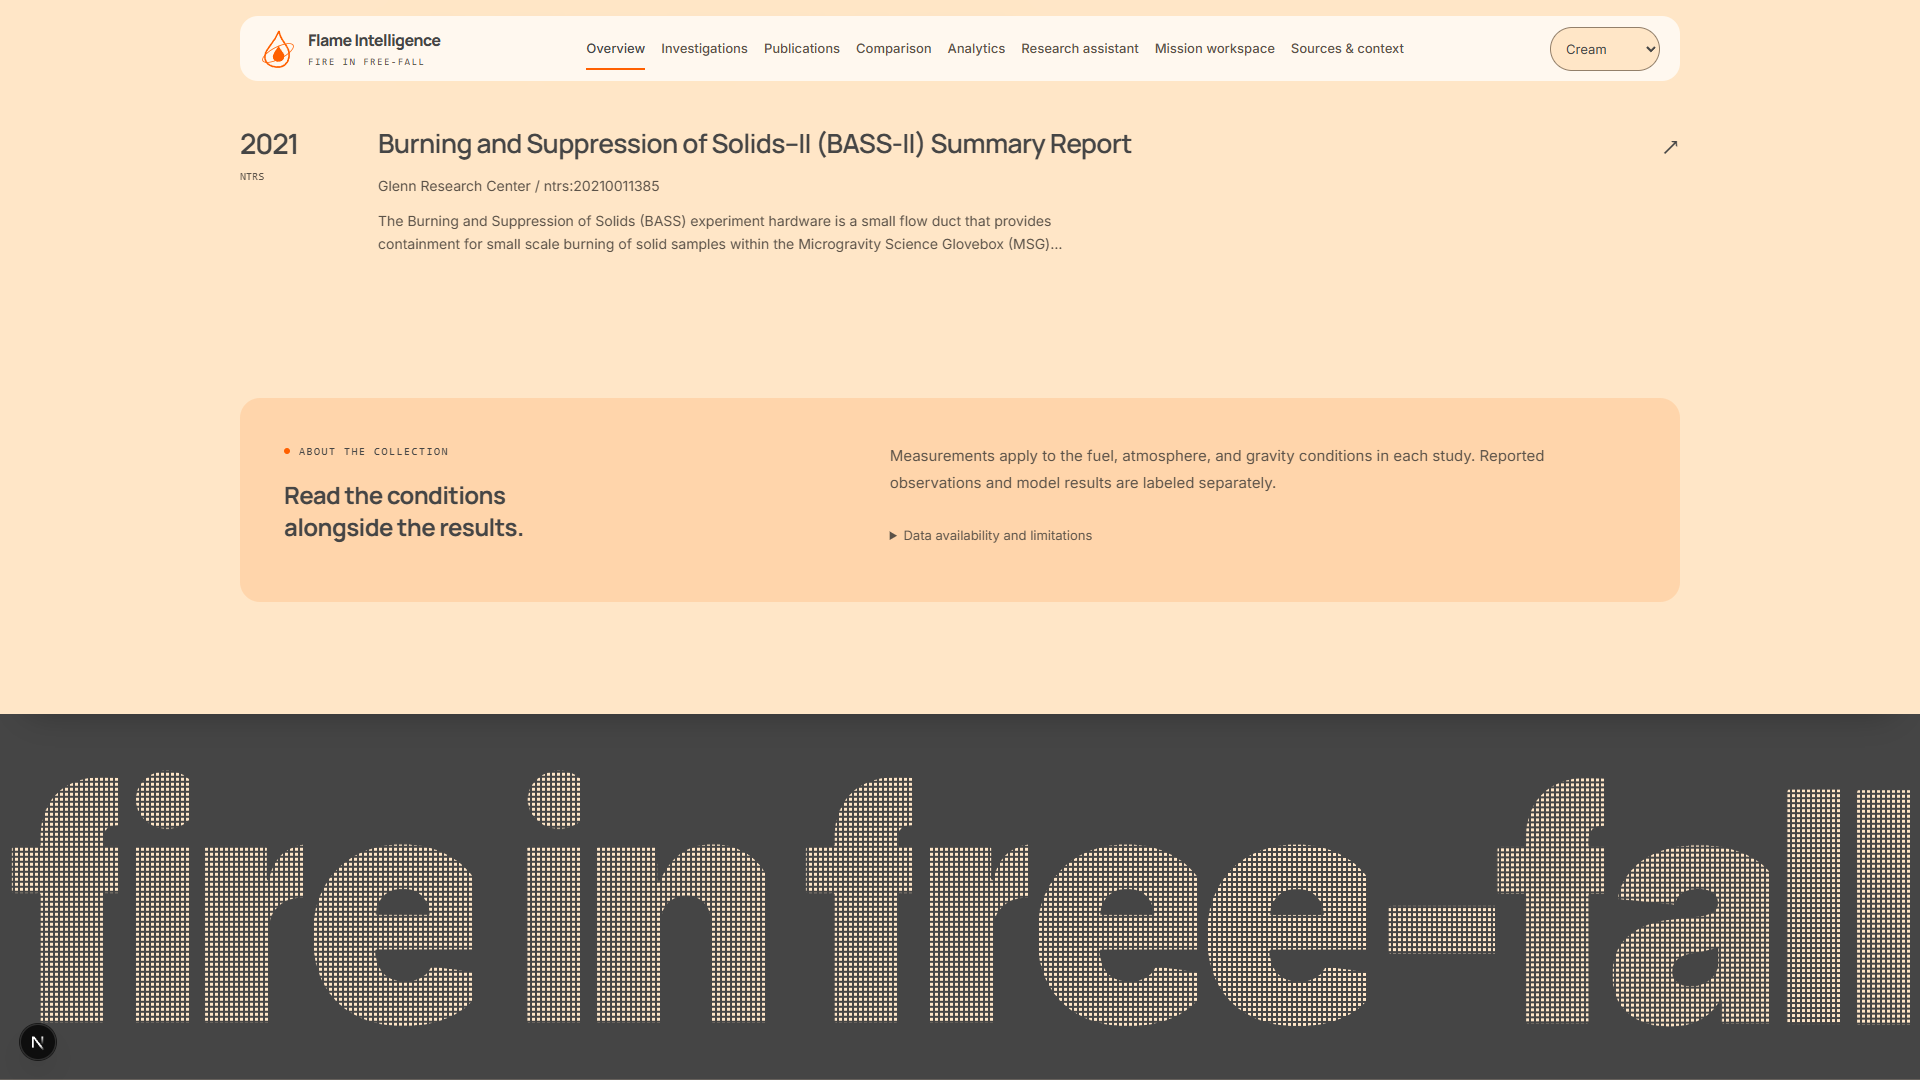 Flame Intelligence
FIRE IN FREE-FALL
Overview Investigations Publications Comparison Analytics Research assistant Mission workspace Sources & context
Cream
2021
NTRS
Burning and Suppression of Solids–II (BASS-II) Summary Report
Glenn Research Center / ntrs:20210011385
The Burning and Suppression of Solids (BASS) experiment hardware is a small flow duct that provides
containment for small scale burning of solid samples within the Microgravity Science Glovebox (MSG)...
ABOUT THE COLLECTION
Read the conditions
alongside the results.
Measurements apply to the fuel, atmosphere, and gravity conditions in each study. Reported
observations and model results are labeled separately.
Data availability and limitations
fire in free-fall
N